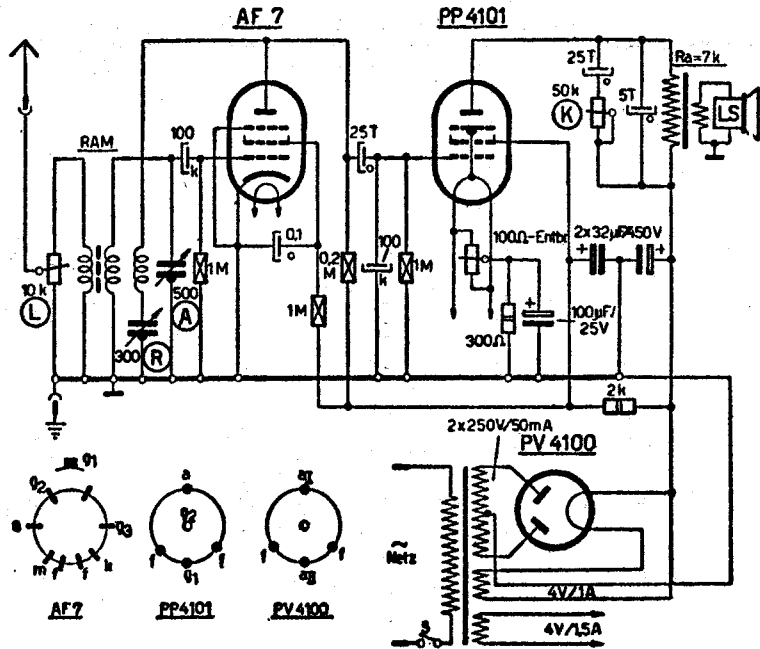 AF 7
PP 4101
25T
Ra=7k
50k
K
5T
LS
RAM
100
k
25T
100Ω-Entbr.
2x32µF/450V
+
+
0,1
0,2
M
100
k
1M
10k
L
500
A
1M
1M
300
R
300Ω
+
100µF/
25V
2k
2x250V/50mA
PV 4100
m g1
g2
s
g3
m
f
f
k
AF7
a
g2
f
f
g1
PP4101
aI
f
f
aII
PV4100
~
Netz
S
4V/1A
4V/1,5A